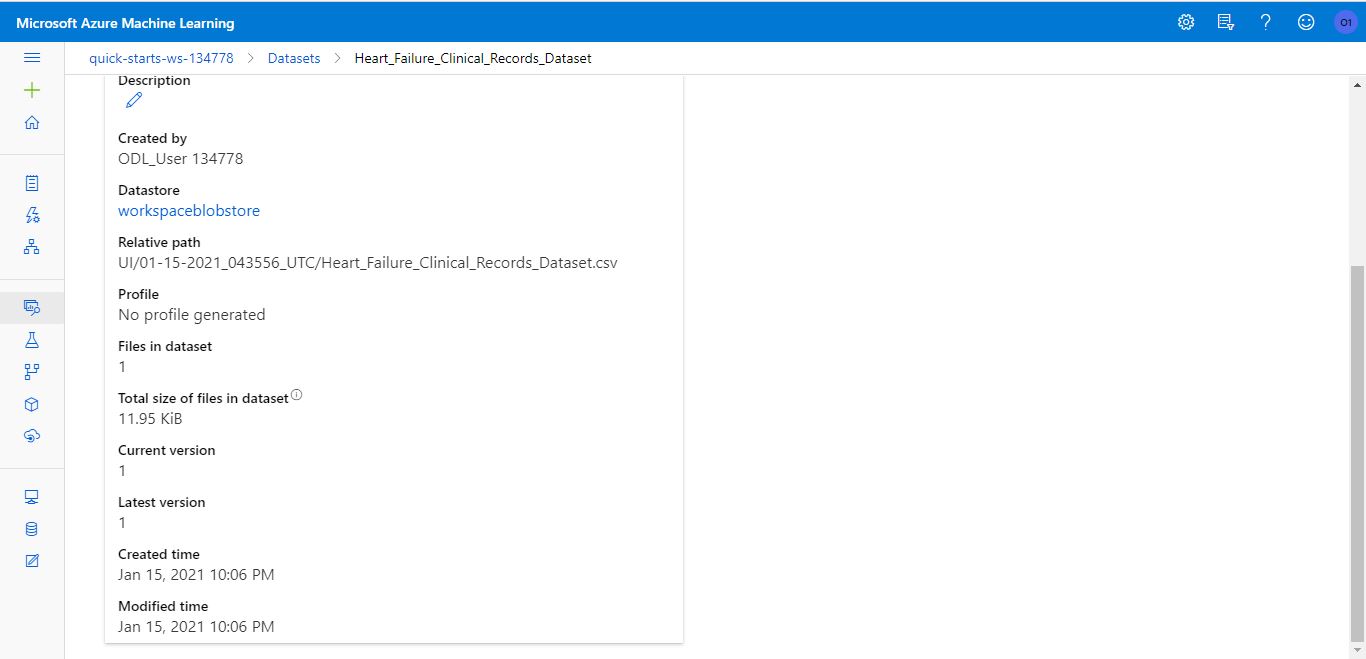 Microsoft Azure Machine Learning
O1
quick-starts-ws-134778 > Datasets > Heart_Failure_Clinical_Records_Dataset
Description
Created by
ODL_User 134778
Datastore
workspaceblobstore
Relative path
UI/01-15-2021_043556_UTC/Heart_Failure_Clinical_Records_Dataset.csv
Profile
No profile generated
Files in dataset
1
Total size of files in dataset
11.95 KiB
Current version
1
Latest version
1
Created time
Jan 15, 2021 10:06 PM
Modified time
Jan 15, 2021 10:06 PM